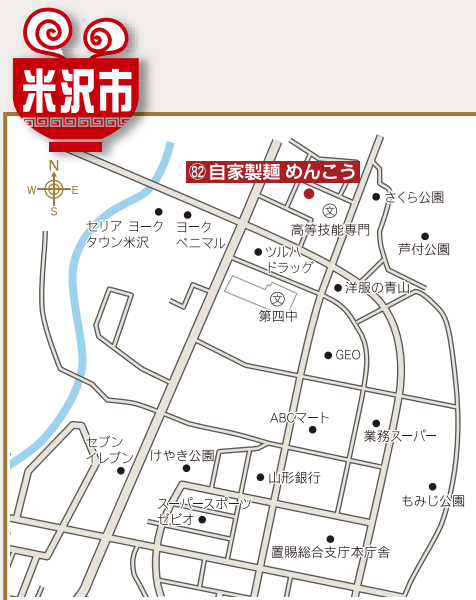 米沢市
N
W E
S
82 自家製麺 めんこう
さくら公園
高等技能専門
芦付公園
セリア ヨーク
タウン米沢
ヨーク
ベニマル
ツルハ
ドラッグ
洋服の青山
第四中
GEO
ABCマート
業務スーパー
セブン
イレブン
けやき公園
山形銀行
もみじ公園
スーパースポーツ
ゼビオ
置賜総合支庁本庁舎
文
文